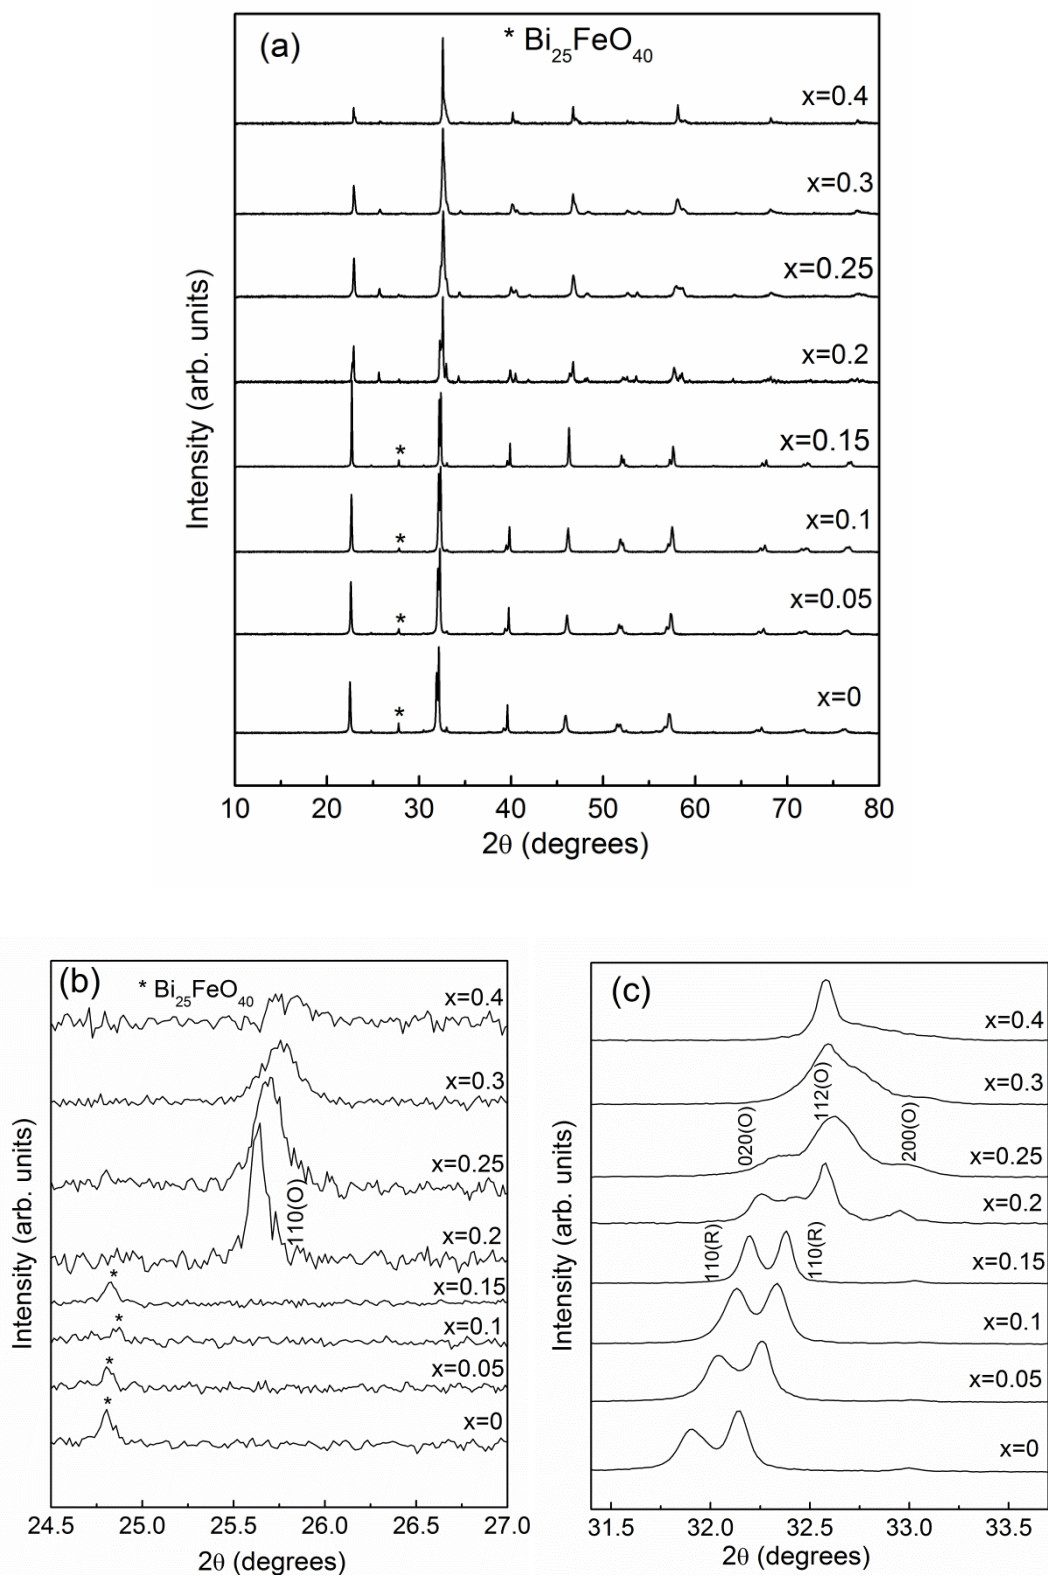 (a)
* Bi₂₅FeO₄₀
x=0.4
x=0.3
x=0.25
x=0.2
*
x=0.15
*
x=0.1
*
x=0.05
*
x=0
Intensity (arb. units)
10 20 30 40 50 60 70 80
2θ (degrees)
(b)
* Bi₂₅FeO₄₀
x=0.4
x=0.3
x=0.25
110(O)
x=0.2
*
x=0.15
*
x=0.1
*
x=0.05
*
x=0
Intensity (arb. units)
24.5 25.0 25.5 26.0 26.5 27.0
2θ (degrees)
(c)
x=0.4
x=0.3
020(O)
112(O)
200(O)
x=0.25
x=0.2
110(R)
110(R)
x=0.15
x=0.1
x=0.05
x=0
Intensity (arb. units)
31.5 32.0 32.5 33.0 33.5
2θ (degrees)